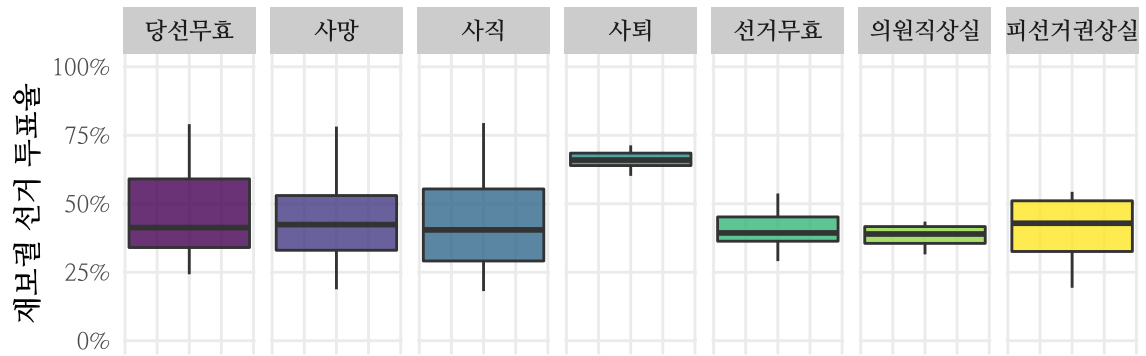 당선무효
사망
사직
사퇴
선거무효
의원직상실
피선거권상실
재보궐 선거 투표율
100%
75%
50%
25%
0%